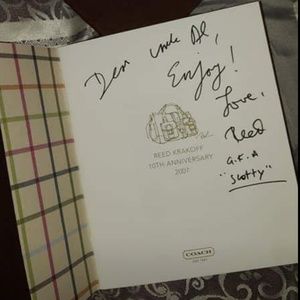 Dear Uncle Al,
Enjoy!
Love,
Reed
REED KRAKOFF
10TH ANNIVERSARY
2007
"Scotty"
COACH